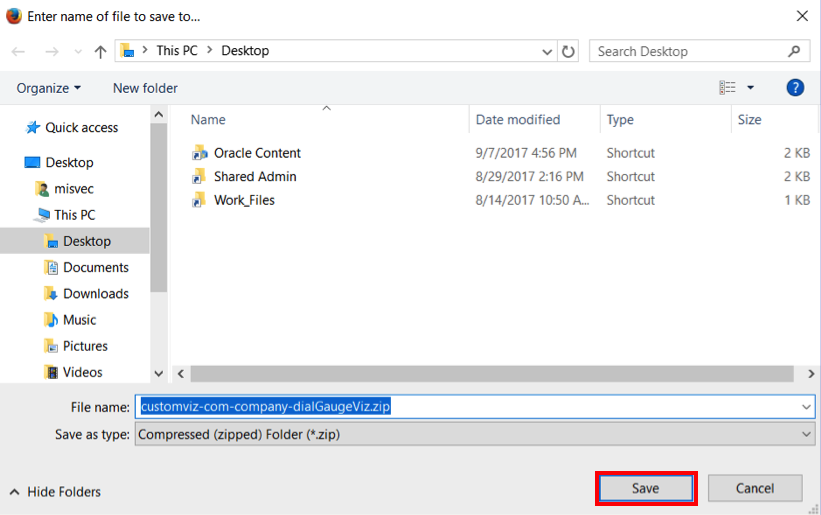 Enter name of file to save to...
This PC > Desktop
Search Desktop
Organize
New folder
?
Quick access
Desktop
misvec
This PC
Desktop
Documents
Downloads
Music
Pictures
Videos
Name Date modified Type Size
Oracle Content 9/7/2017 4:56 PM Shortcut 2 KB
Shared Admin 8/29/2017 2:16 PM Shortcut 2 KB
Work_Files 8/14/2017 10:50 A... Shortcut 1 KB
File name: customviz-com-company-dialGaugeViz.zip
Save as type: Compressed (zipped) Folder (*.zip)
Hide Folders
Save
Cancel